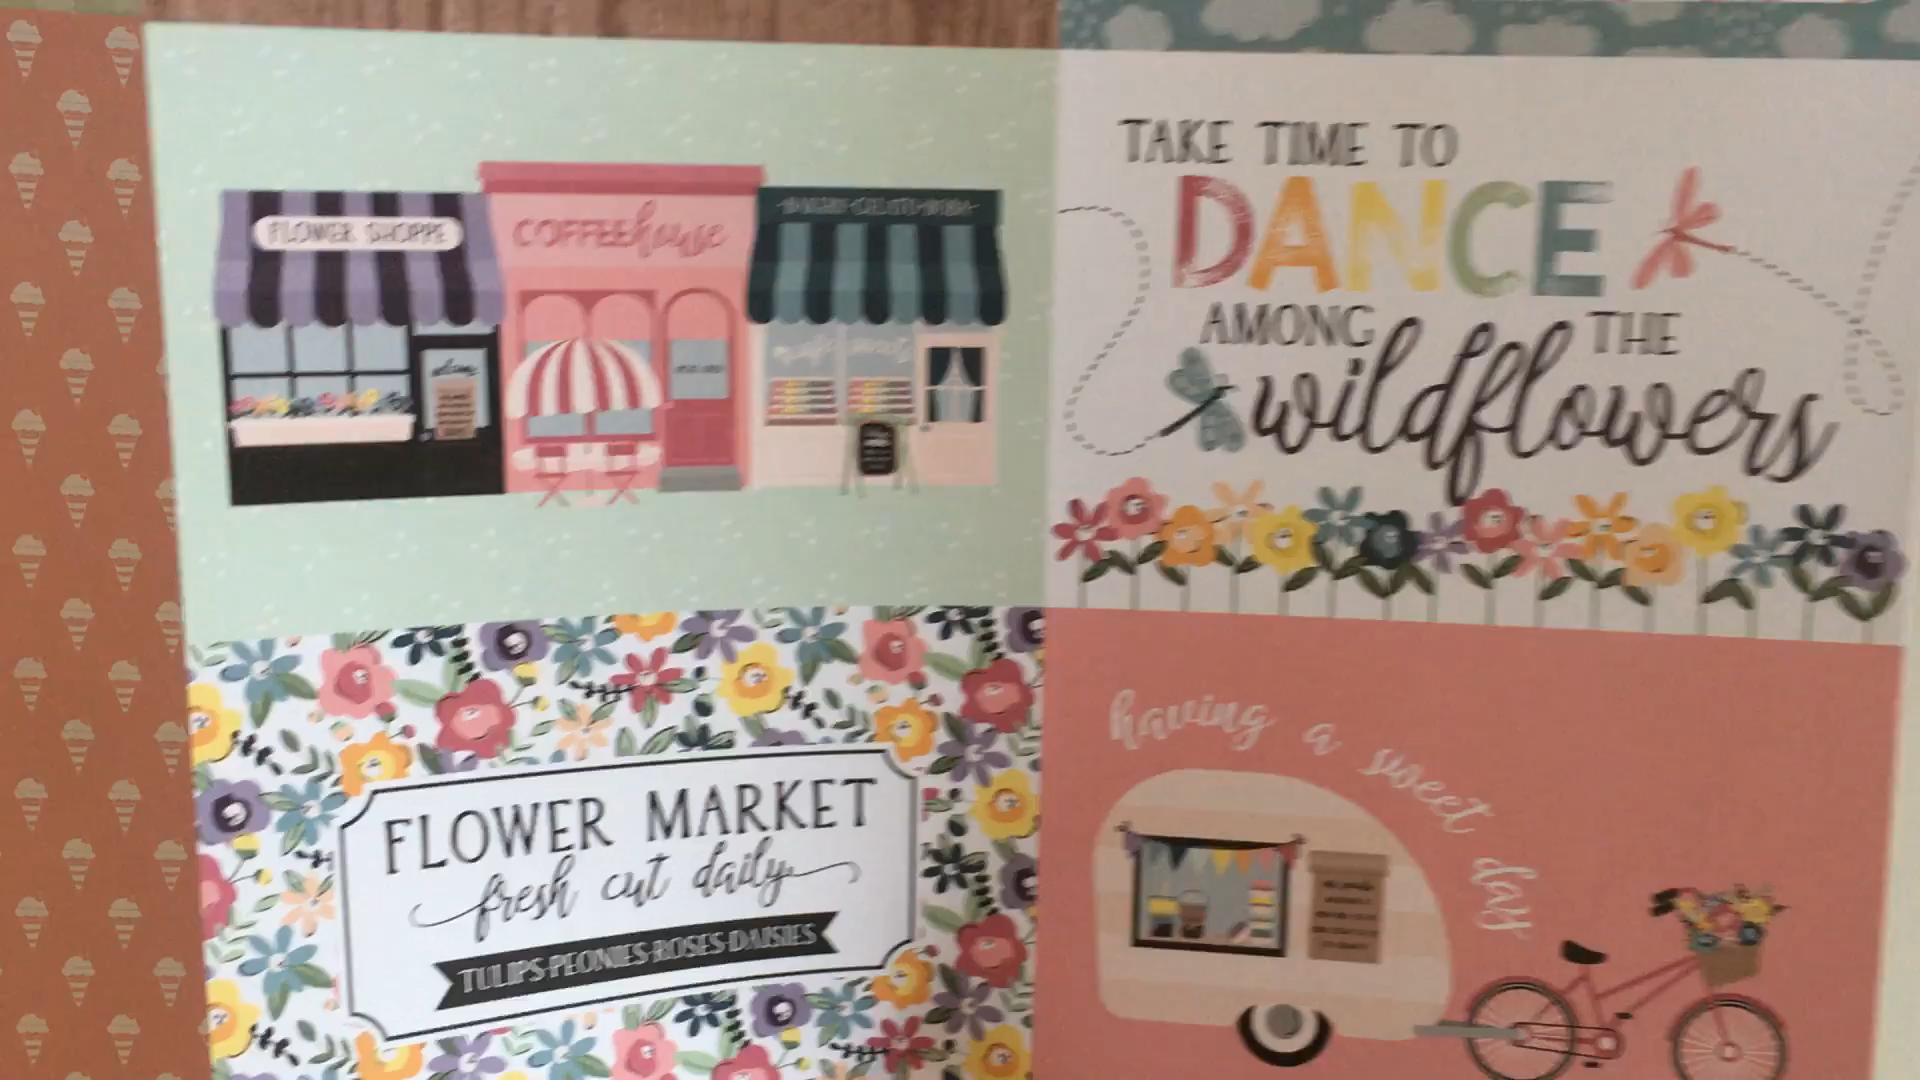 FLOWER SHOPPE
COFFEEhouse
TAKE TIME TO
DANCE
AMONG THE
wildflowers
FLOWER MARKET
fresh cut daily
TULIPS·PEONIES·ROSES·DAISIES
having a sweet day